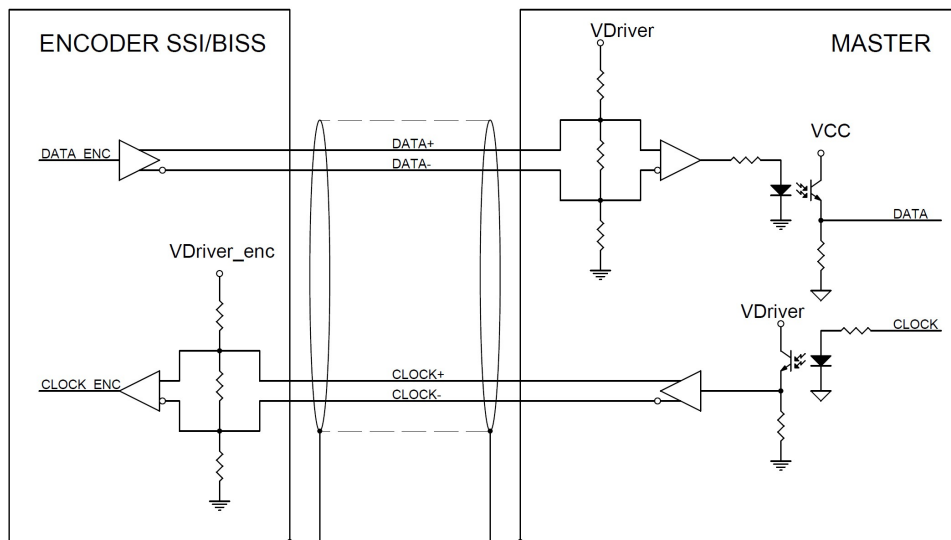 ENCODER SSI/BISS
MASTER
VDriver
VCC
DATA_ENC
DATA+
DATA-
DATA
VDriver_enc
VDriver
CLOCK
CLOCK_ENC
CLOCK+
CLOCK-